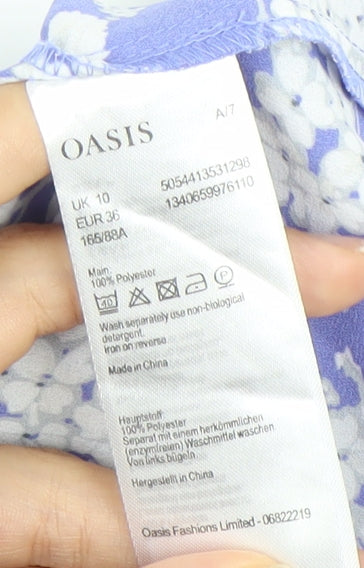 A/7
OASIS
UK 10 5054413531298
EUR 36 1340659976110
165/88A
Main
100% Polyester
40 P
Wash separately use non-biological
detergent.
Iron on reverse
Made in China
Hauptstoff
100% Polyester
Separat mit einem herkömmlichen
(enzymfreien) Waschmittel waschen
Von links bügeln
Hergestellt in China
Oasis Fashions Limited - 06822219